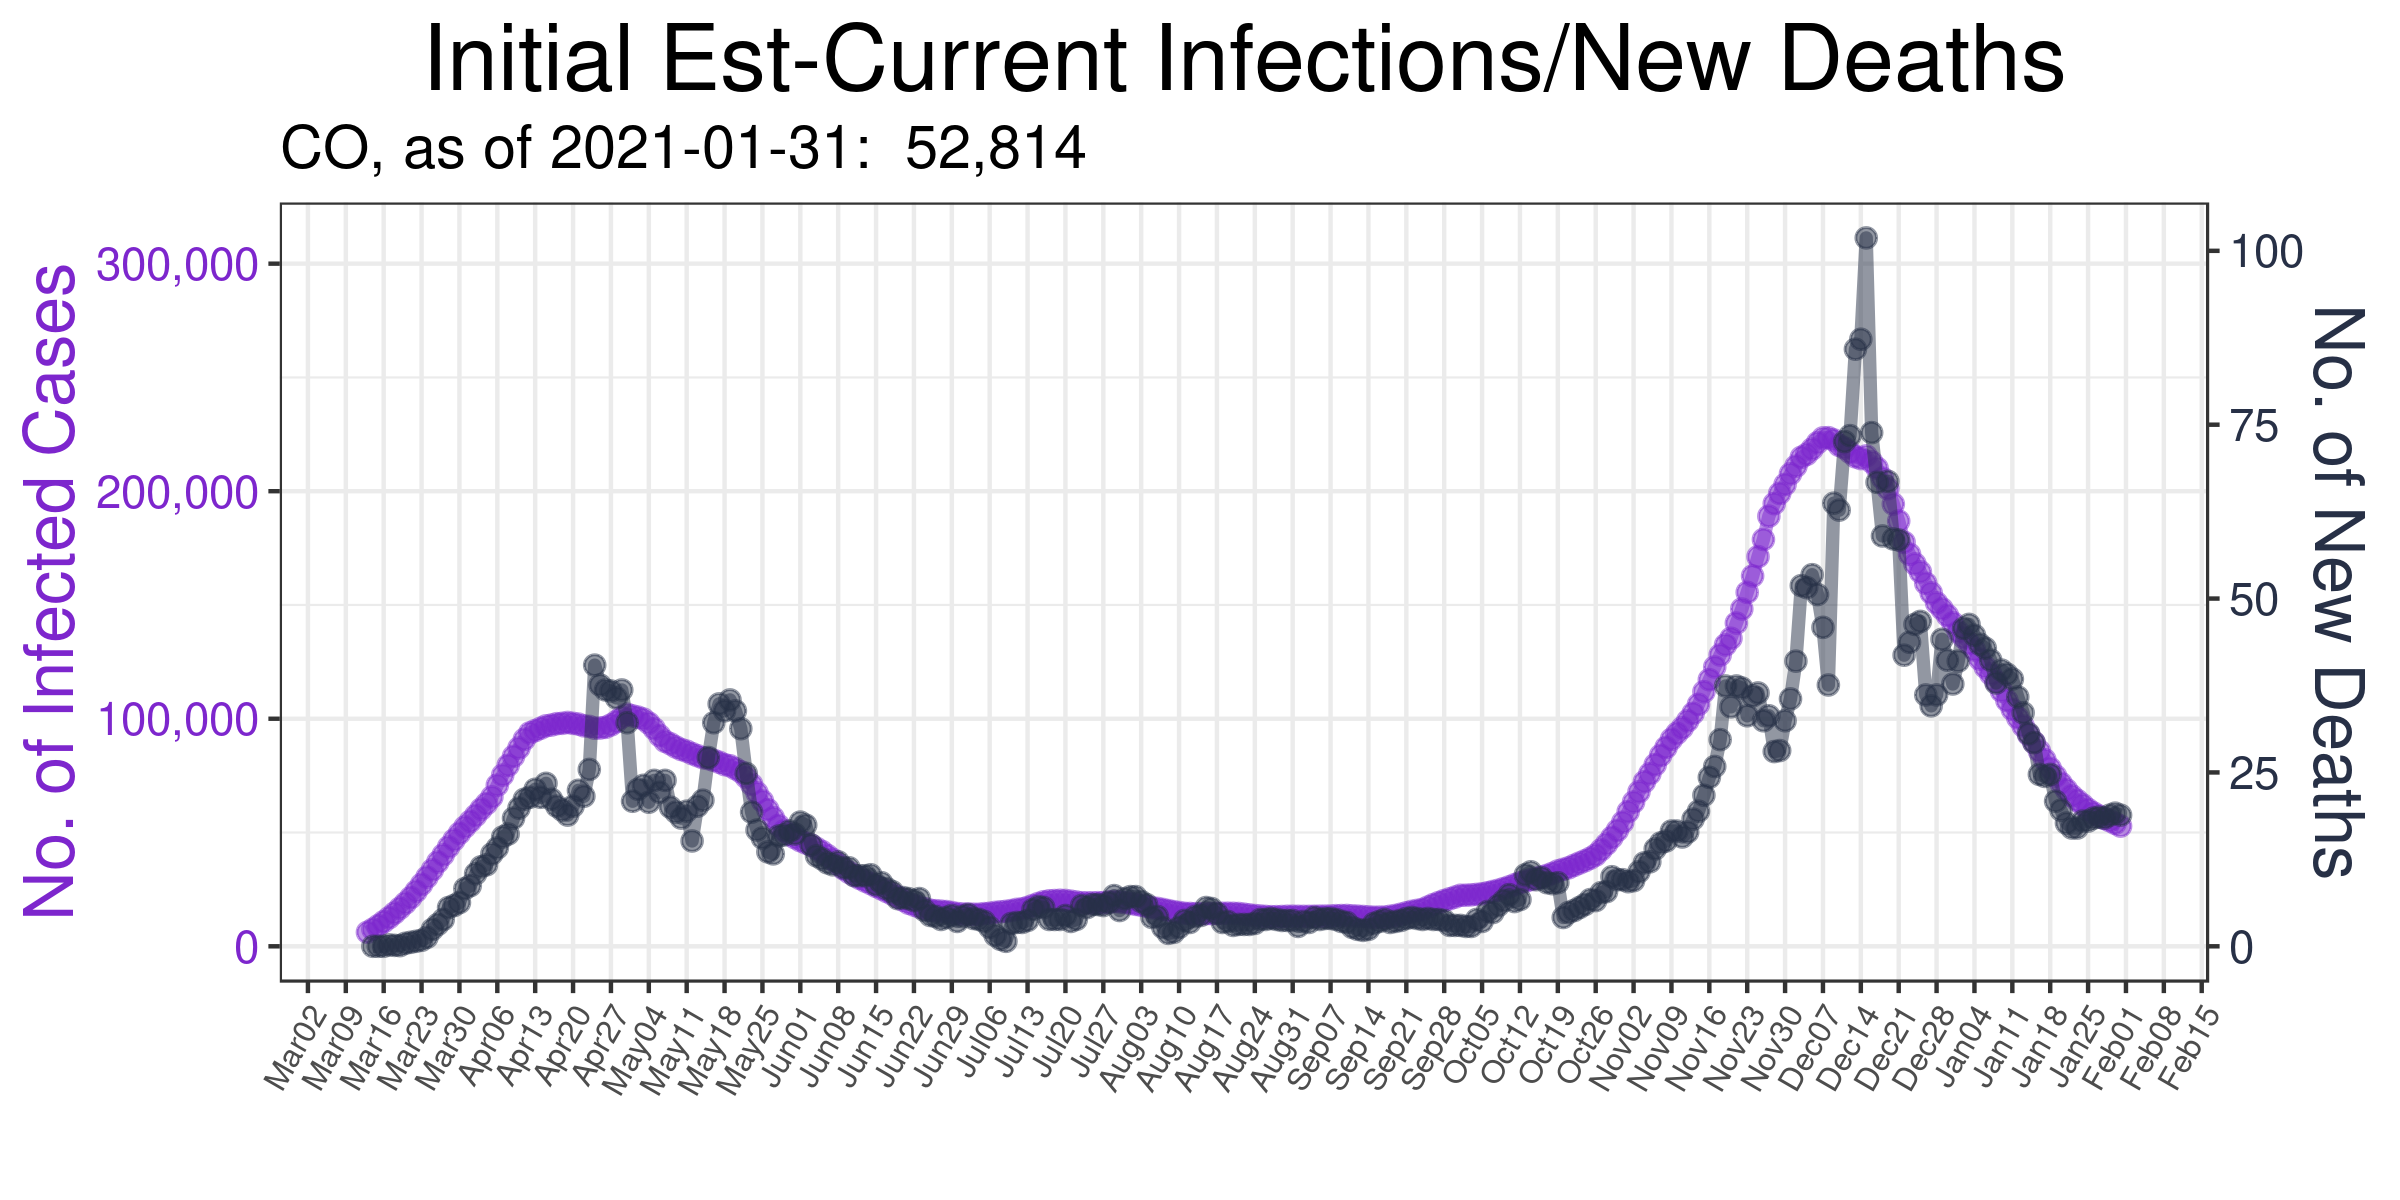 Initial Est-Current Infections/New Deaths
CO, as of 2021-01-31: 52,814
No. of Infected Cases
300,000
200,000
100,000
0
100
75
50
25
0
No. of New Deaths
Mar02
Mar09
Mar16
Mar23
Mar30
Apr06
Apr13
Apr20
Apr27
May04
May11
May18
May25
Jun01
Jun08
Jun15
Jun22
Jun29
Jul06
Jul13
Jul20
Jul27
Aug03
Aug10
Aug17
Aug24
Aug31
Sep07
Sep14
Sep21
Sep28
Oct05
Oct12
Oct19
Oct26
Nov02
Nov09
Nov16
Nov23
Nov30
Dec07
Dec14
Dec21
Dec28
Jan04
Jan11
Jan18
Jan25
Feb01
Feb08
Feb15